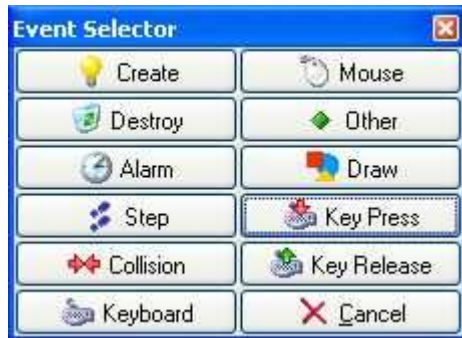 Event Selector
Create
Mouse
Destroy
Other
Alarm
Draw
Step
Key Press
Collision
Key Release
Keyboard
Cancel